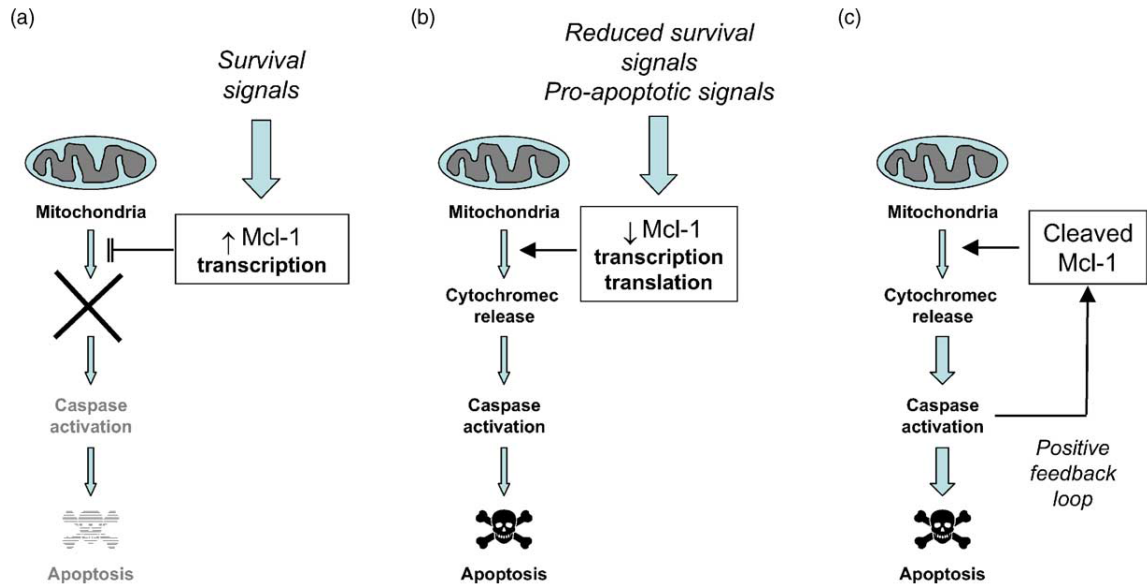 (a)
Survival
signals
Mitochondria
↑ Mcl-1
transcription
Caspase
activation
Apoptosis
(b)
Reduced survival
signals
Pro-apoptotic signals
Mitochondria
↓ Mcl-1
transcription
translation
Cytochromec
release
Caspase
activation
Apoptosis
(c)
Mitochondria
Cleaved
Mcl-1
Cytochromec
release
Caspase
activation
Positive
feedback
loop
Apoptosis